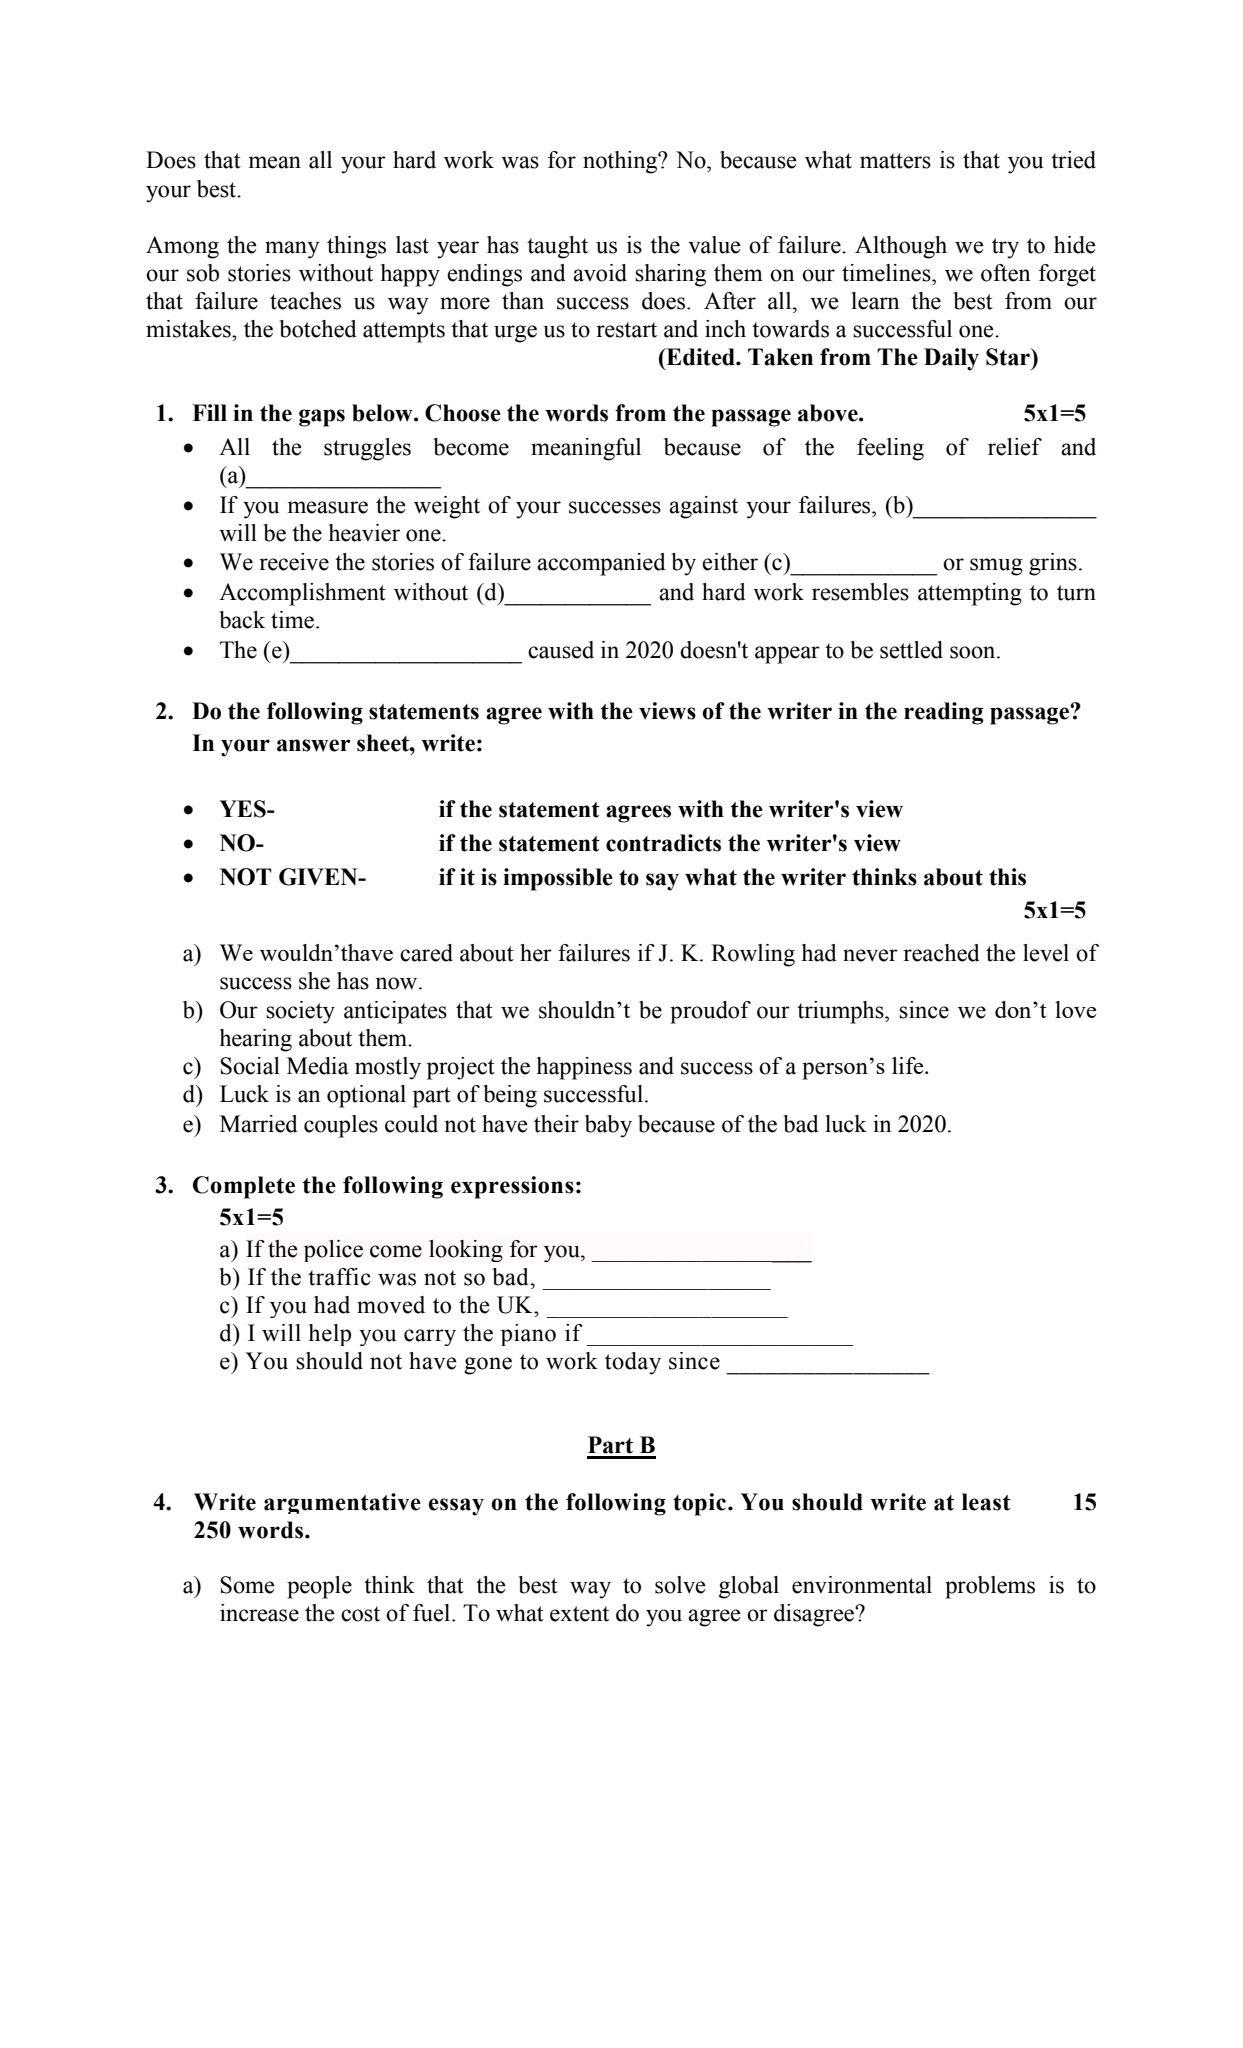 Does that mean all your hard work was for nothing? No, because what matters is that you tried
your best.
Among the many things last year has taught us is the value of failure. Although we try to hide
our sob stories without happy endings and avoid sharing them on our timelines, we often forget
that failure teaches us way more than success does. After all, we learn the best from our
mistakes, the botched attempts that urge us to restart and inch towards a successful one.
(Edited. Taken from The Daily Star)
1. Fill in the gaps below. Choose the words from the passage above. 5x1=5
• All the struggles become meaningful because of the feeling of relief and
(a)________________
• If you measure the weight of your successes against your failures, (b)_______________
will be the heavier one.
• We receive the stories of failure accompanied by either (c)____________ or smug grins.
• Accomplishment without (d)____________ and hard work resembles attempting to turn
back time.
• The (e)___________________ caused in 2020 doesn't appear to be settled soon.
2. Do the following statements agree with the views of the writer in the reading passage?
In your answer sheet, write:
• YES- if the statement agrees with the writer's view
• NO- if the statement contradicts the writer's view
• NOT GIVEN- if it is impossible to say what the writer thinks about this
5x1=5
a) We wouldn’thave cared about her failures if J. K. Rowling had never reached the level of
success she has now.
b) Our society anticipates that we shouldn’t be proudof our triumphs, since we don’t love
hearing about them.
c) Social Media mostly project the happiness and success of a person’s life.
d) Luck is an optional part of being successful.
e) Married couples could not have their baby because of the bad luck in 2020.
3. Complete the following expressions:
5x1=5
a) If the police come looking for you, __________________
b) If the traffic was not so bad, ___________________
c) If you had moved to the UK, ____________________
d) I will help you carry the piano if ______________________
e) You should not have gone to work today since _________________
Part B
4. Write argumentative essay on the following topic. You should write at least 15
250 words.
a) Some people think that the best way to solve global environmental problems is to
increase the cost of fuel. To what extent do you agree or disagree?